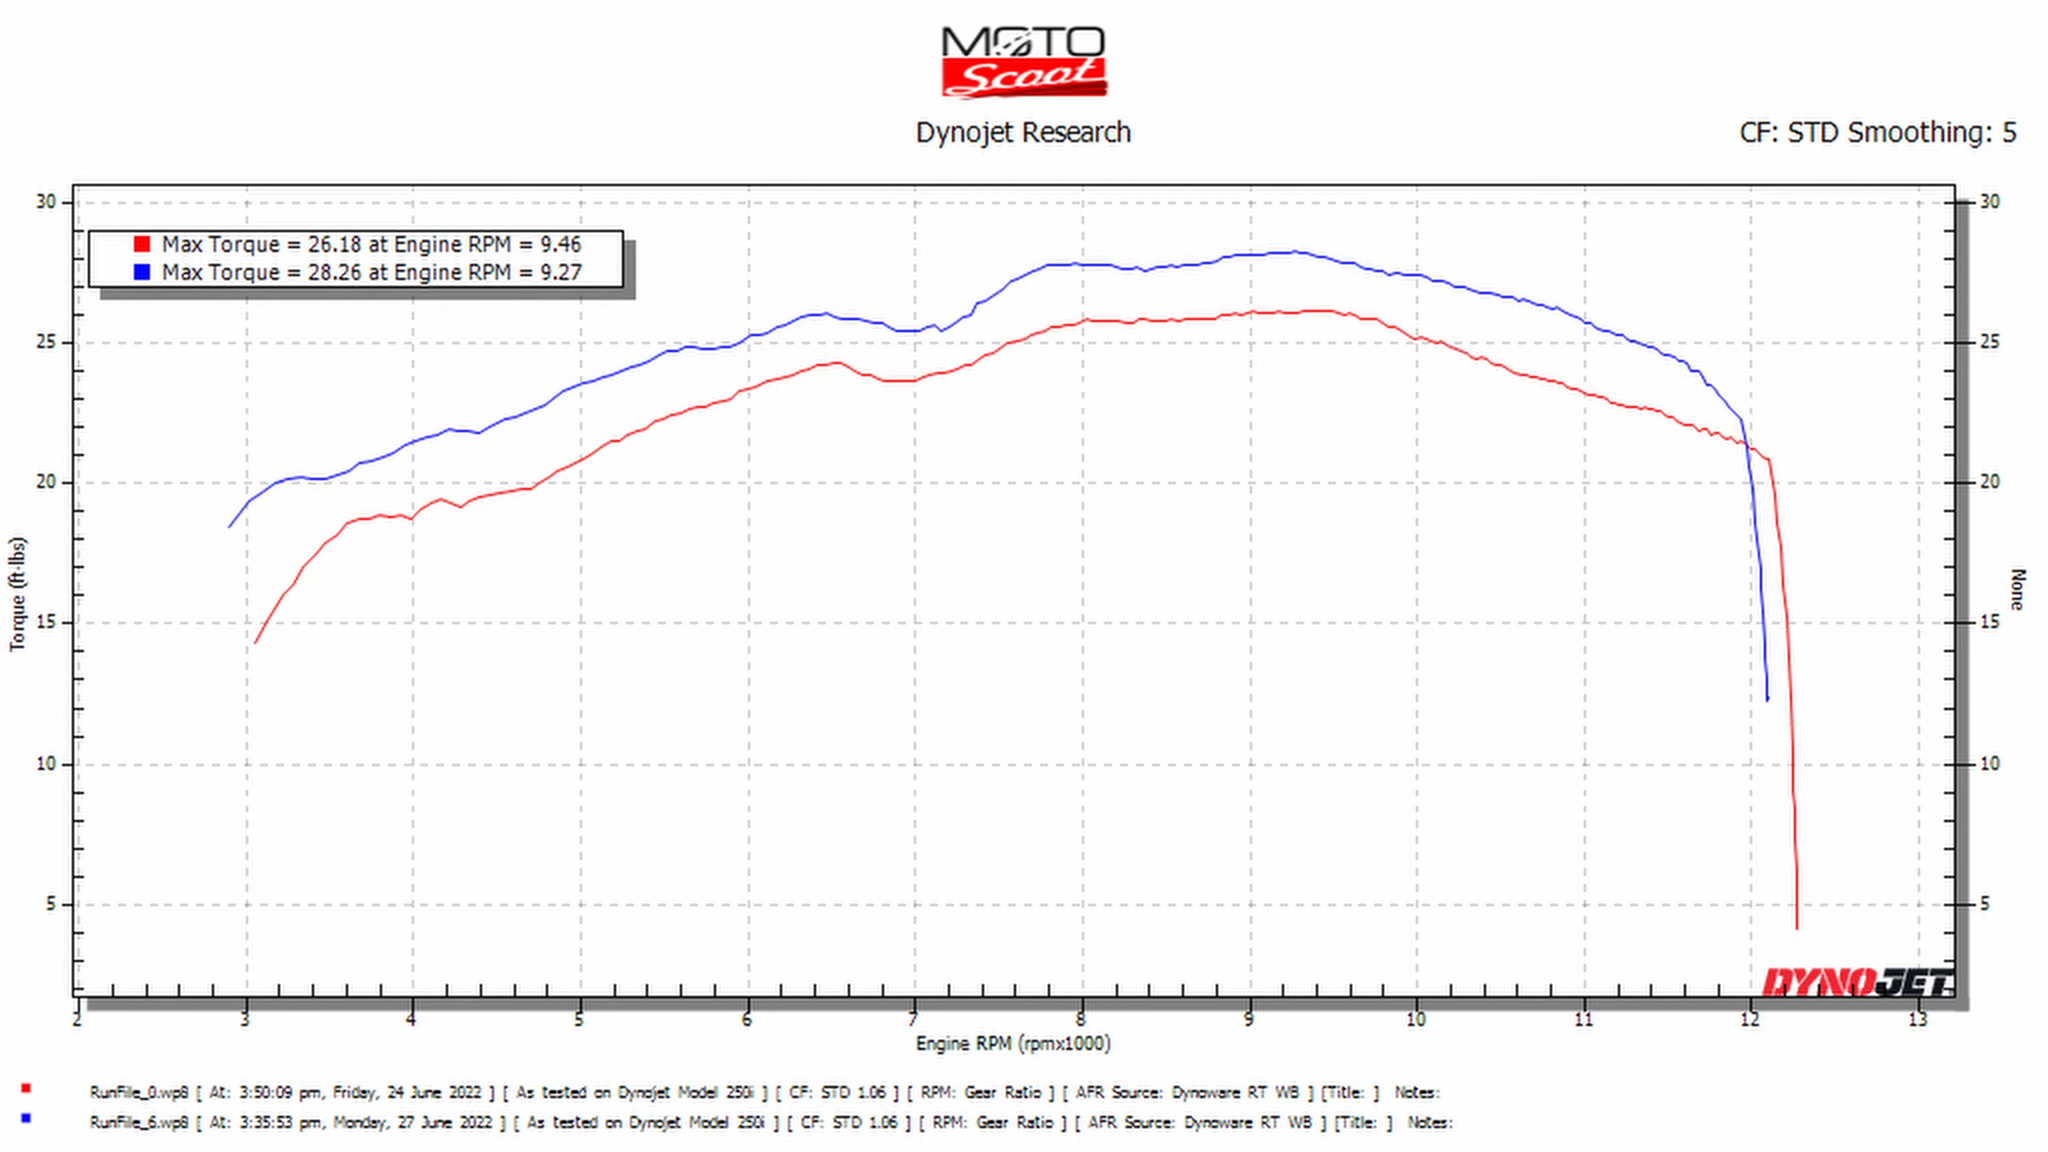 MOTO
Scoot
Dynojet Research
CF: STD Smoothing: 5
30
25
20
15
10
5
Torque (ft-lbs)
Max Torque = 26.18 at Engine RPM = 9.46
Max Torque = 28.26 at Engine RPM = 9.27
30
25
20
15
10
5
None
DYNOJET
2 3 4 5 6 7 8 9 10 11 12 13
Engine RPM (rpmx1000)
RunFile_0.wp8 [ At: 3:50:09 pm, Friday, 24 June 2022 ] [ As tested on Dynojet Model 250i ] [ CF: STD 1.06 ] [ RPM: Gear Ratio ] [ AFR Source: Dynoware RT WB ] [Title: ] Notes:
RunFile_6.wp8 [ At: 3:35:53 pm, Monday, 27 June 2022 ] [ As tested on Dynojet Model 250i ] [ CF: STD 1.06 ] [ RPM: Gear Ratio ] [ AFR Source: Dynoware RT WB ] [Title: ] Notes: